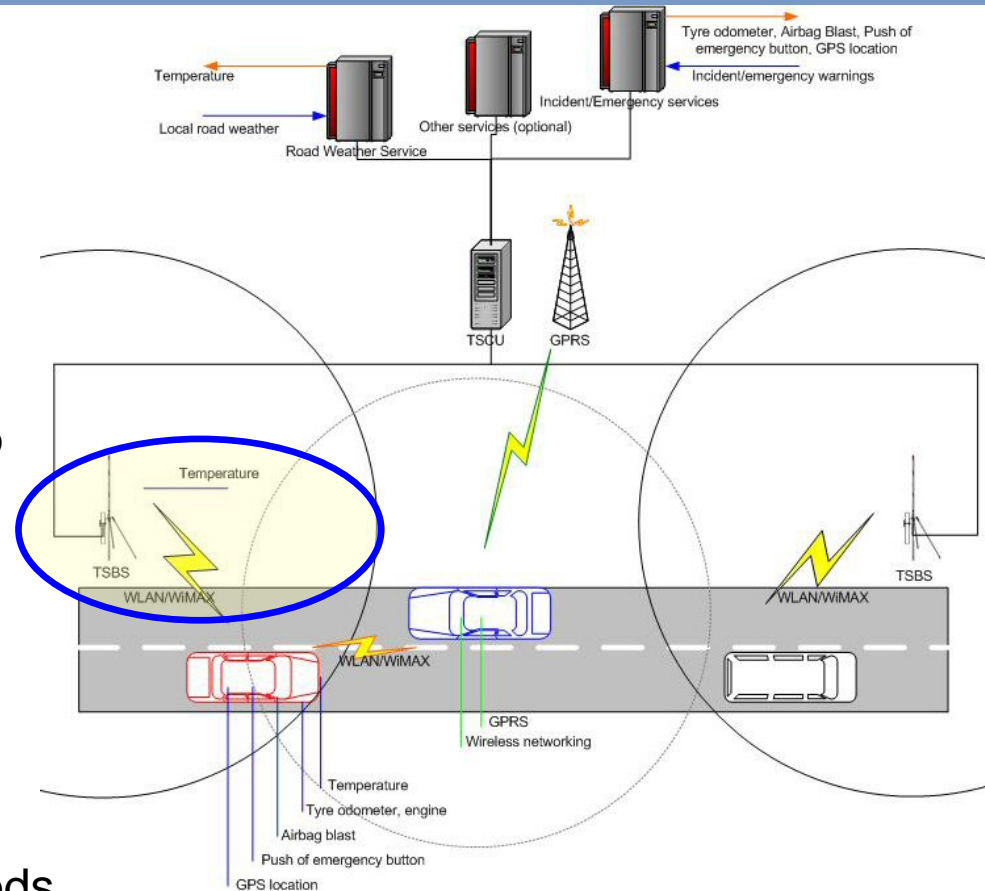 Tyre odometer, Airbag Blast, Push of
emergency button, GPS location
Temperature
Incident/emergency warnings
Incident/Emergency services
Local road weather
Other services (optional)
Road Weather Service
TSCU
GPRS
Temperature
TSBS
TSBS
WLAN/WiMAX
WLAN/WiMAX
WLAN/WiMAX
GPRS
Wireless networking
Temperature
Tyre odometer, engine
Airbag blast
Push of emergency button
GPS location